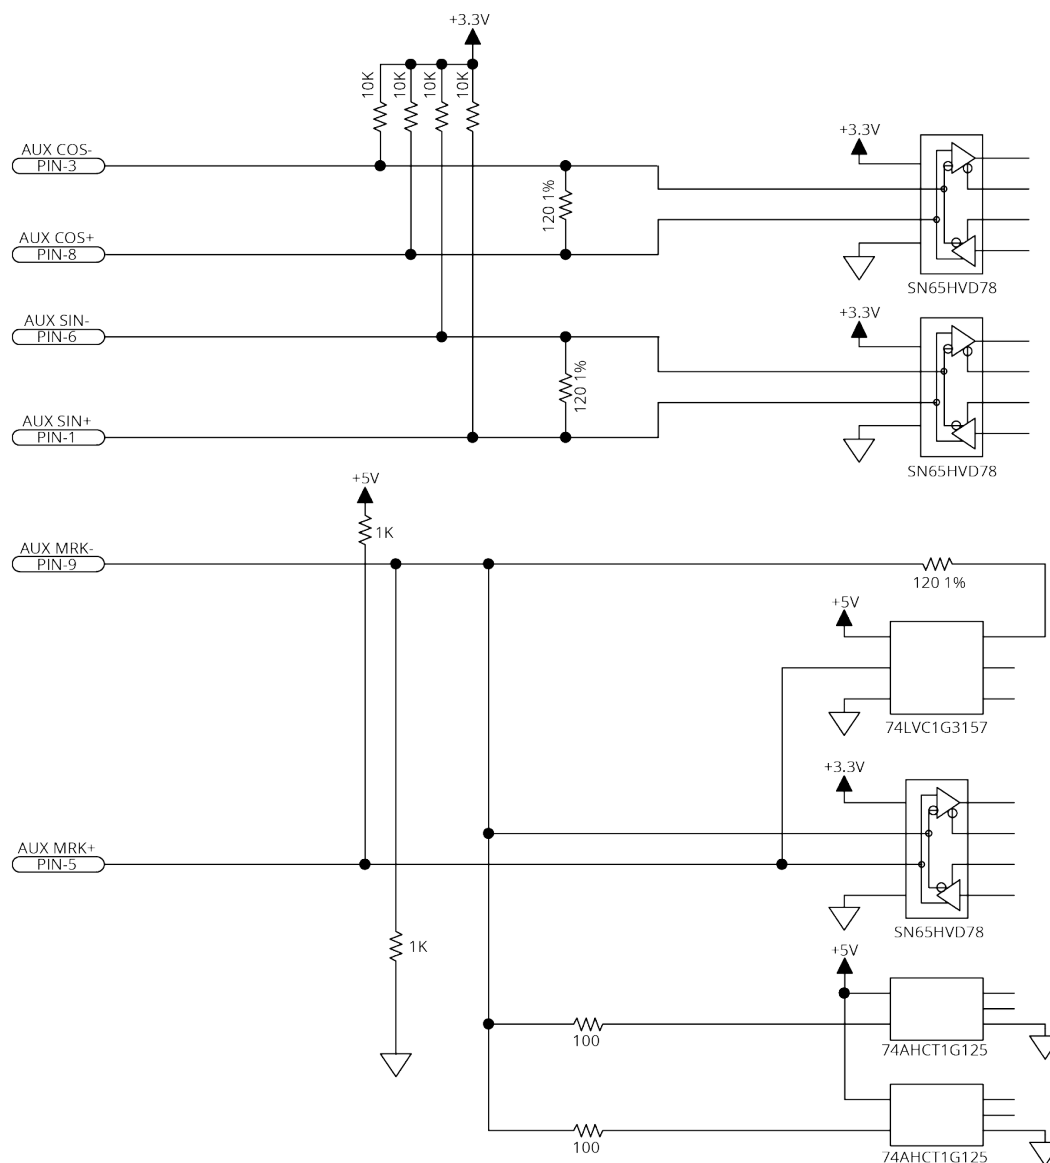 +3.3V
10K
10K
10K
10K
AUX COS-
PIN-3
+3.3V
120 1%
AUX COS+
PIN-8
SN65HVD78
AUX SIN-
PIN-6
+3.3V
120 1%
AUX SIN+
PIN-1
SN65HVD78
+5V
1K
AUX MRK-
PIN-9
120 1%
+5V
74LVC1G3157
+3.3V
AUX MRK+
PIN-5
SN65HVD78
1K
+5V
100
74AHCT1G125
100
74AHCT1G125